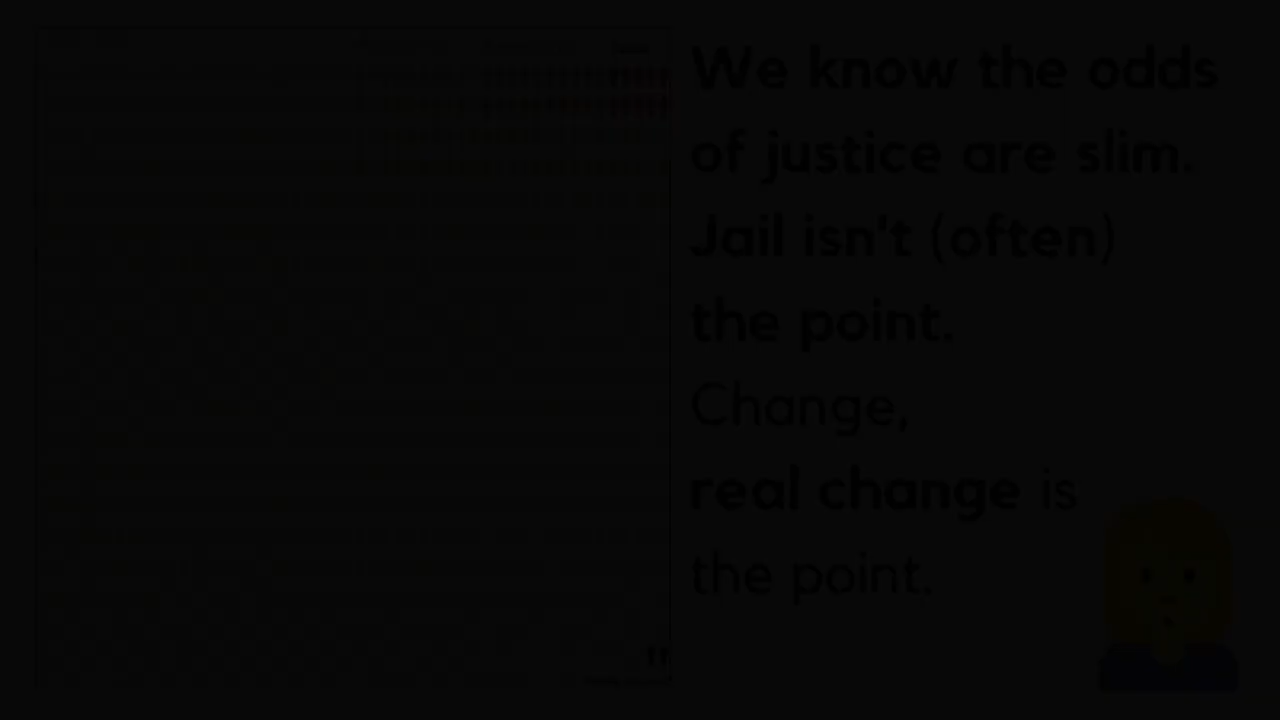 We know the odds
of justice are slim.
Jail isn't (often)
the point.
Change,
real change is
the point.